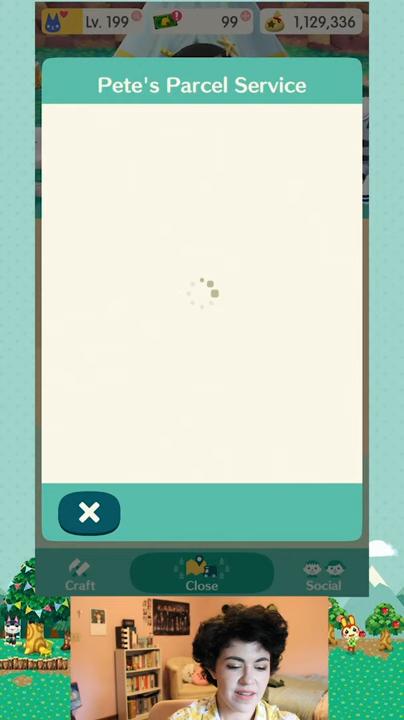 Lv. 199
99
1,129,336
Pete's Parcel Service
Craft
Close
Social